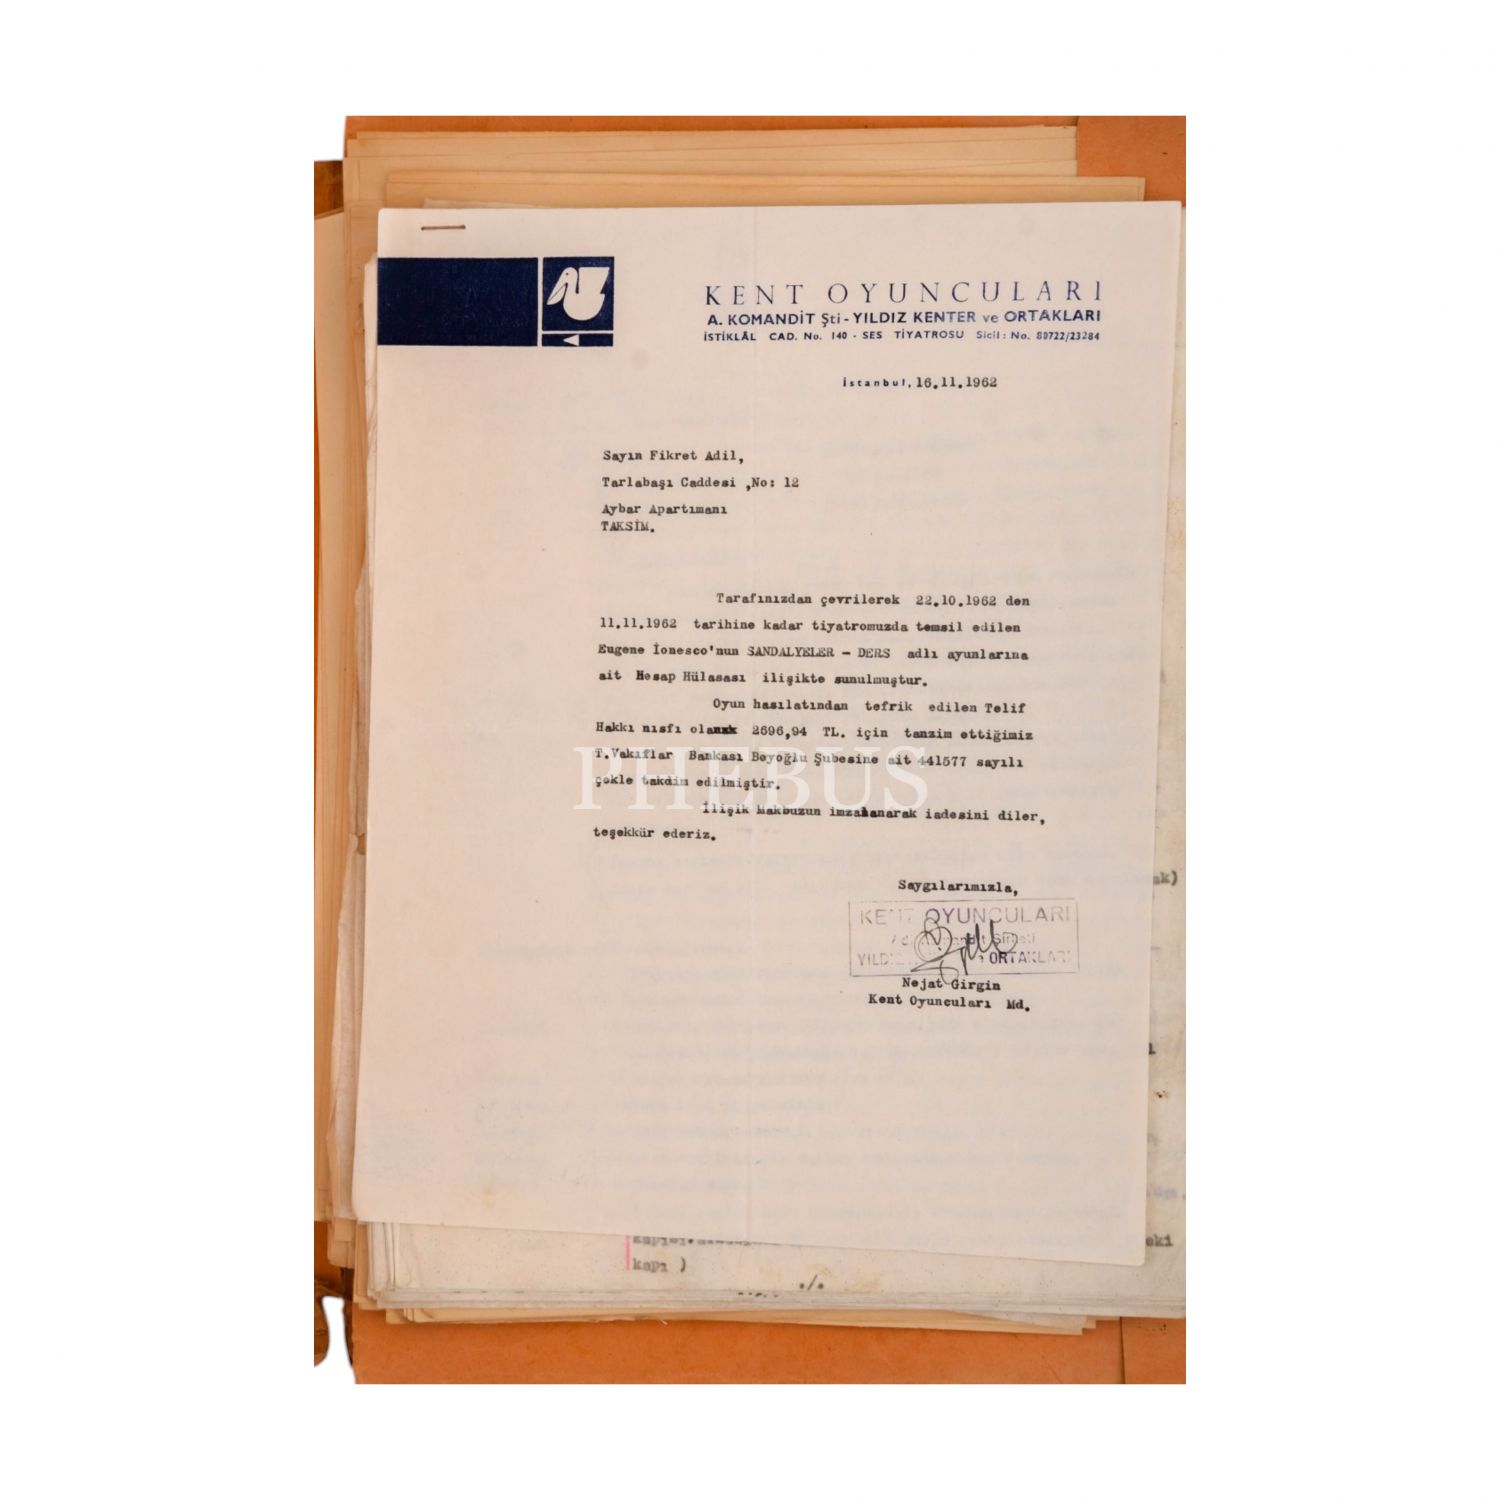 KENT OYUNCULARI
A. KOMANDİT Şti - YILDIZ KENTER ve ORTAKLARI
İSTİKLÂL CAD. No. 140 - SES TİYATROSU Sicil : No. 80722/23284
İstanbul, 16.11.1962
Sayın Fikret Adil,
Tarlabaşı Caddesi ,No: 12
Aybar Apartımanı
TAKSİM.
Tarafınızdan çevrilerek 22.10.1962 den
11.11.1962 tarihine kadar tiyatromuzda temsil edilen
Eugene İonesco'nun SANDALYELER - DERS adlı ayunlarına
ait Hesap Hülasası ilişikte sunulmuştur.
Oyun hasılatından tefrik edilen Telif
Hakkı nısfı olan 2696,94 TL. için tanzim ettiğimiz
T.Vakıflar Bankası Beyoğlu Şubesine ait 441577 sayılı
çekle takdim edilmiştir.
PHEBUS
İlişik Makbuzun imzalanarak iadesini diler,
teşekkür ederiz.
ak)
Saygılarımızla,
KENT OYUNCULARI
YILDIZ ORTAKLARI
Nejat Girgin
Kent Oyuncuları Md.
eki
kapı )
./.